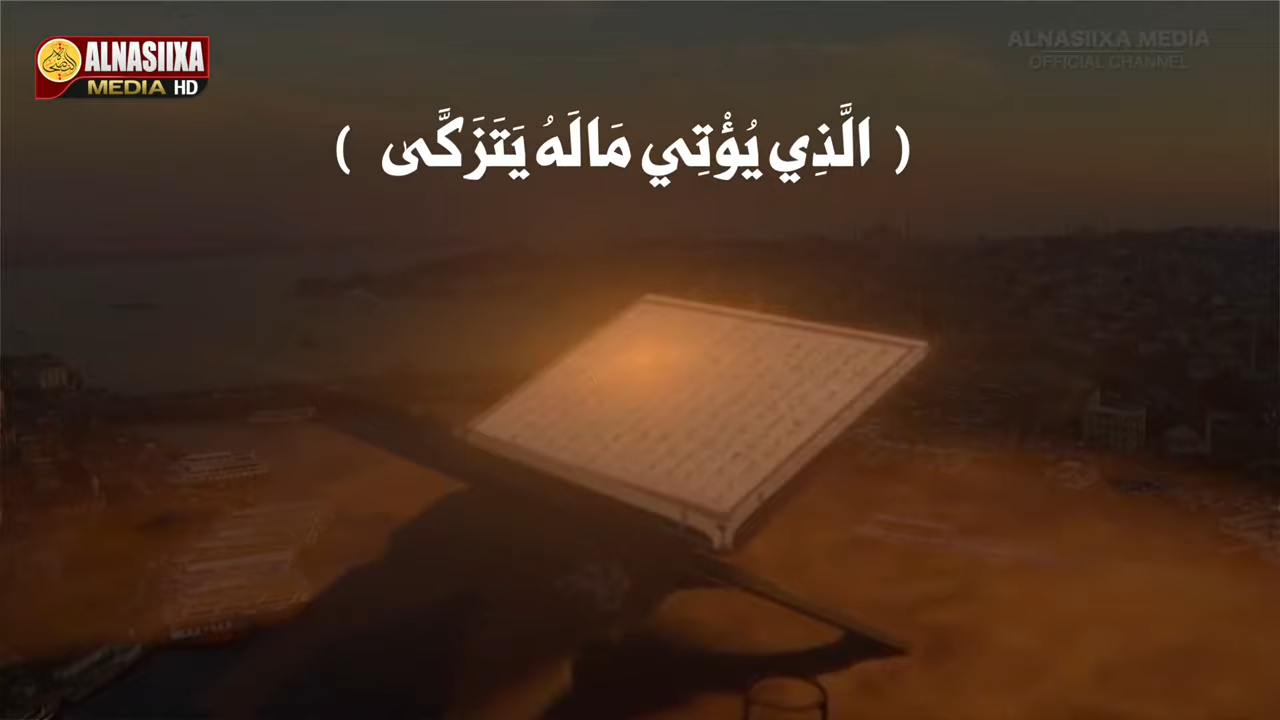 ALNASIIXA
MEDIA HD
ALNASIIXA MEDIA
OFFICIAL CHANNEL
( الَّذِي يُؤْتِي مَالَهُ يَتَزَكَّى )